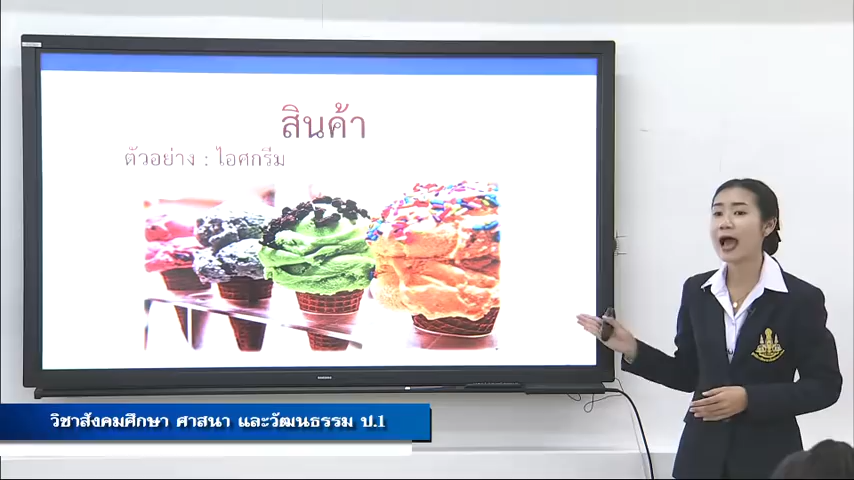 สินค้า
ตัวอย่าง : ไอศกรีม
วิชาสังคมศึกษา ศาสนา และวัฒนธรรม ป.1